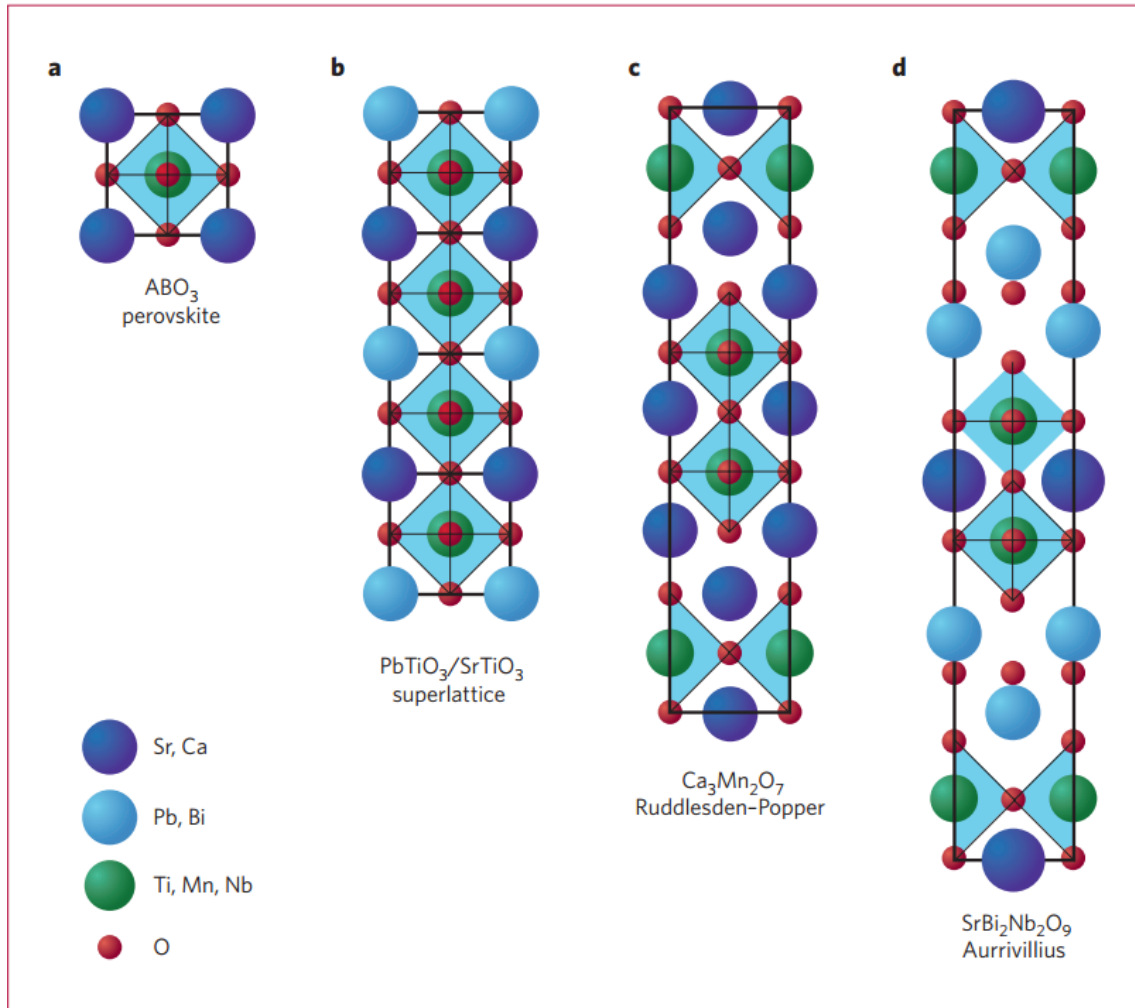 a
b
c
d
ABO₃
perovskite
PbTiO₃/SrTiO₃
superlattice
Ca₃Mn₂O₇
Ruddlesden–Popper
SrBi₂Nb₂O₉
Aurrivillius
Sr, Ca
Pb, Bi
Ti, Mn, Nb
O